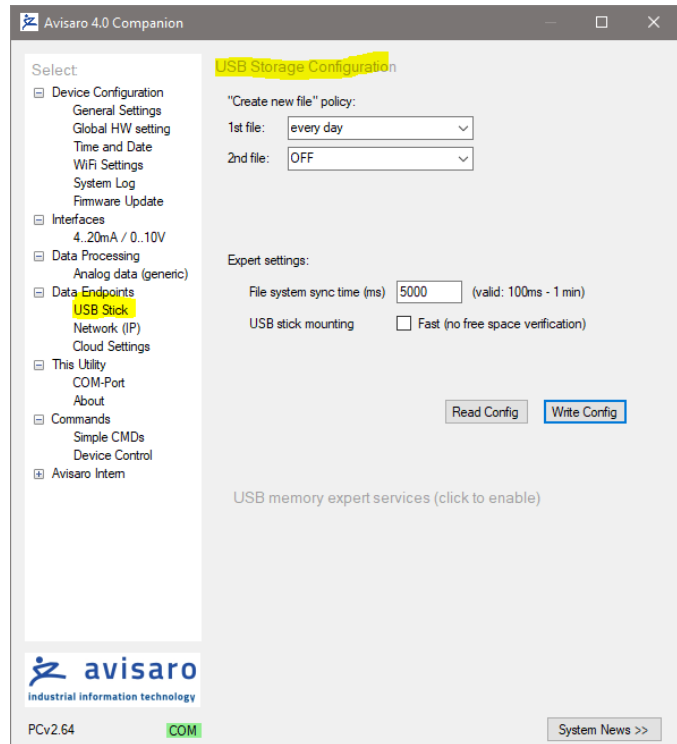 Avisaro 4.0 Companion
Select:
Device Configuration
General Settings
Global HW setting
Time and Date
WiFi Settings
System Log
Firmware Update
Interfaces
4..20mA / 0..10V
Data Processing
Analog data (generic)
Data Endpoints
USB Stick
Network (IP)
Cloud Settings
This Utility
COM-Port
About
Commands
Simple CMDs
Device Control
Avisaro Intern
avisaro
industrial information technology
PCv2.64 COM
USB Storage Configuration
"Create new file" policy:
1st file: every day
2nd file: OFF
Expert settings:
File system sync time (ms) 5000 (valid: 100ms - 1 min)
USB stick mounting Fast (no free space verification)
Read Config Write Config
USB memory expert services (click to enable)
System News >>